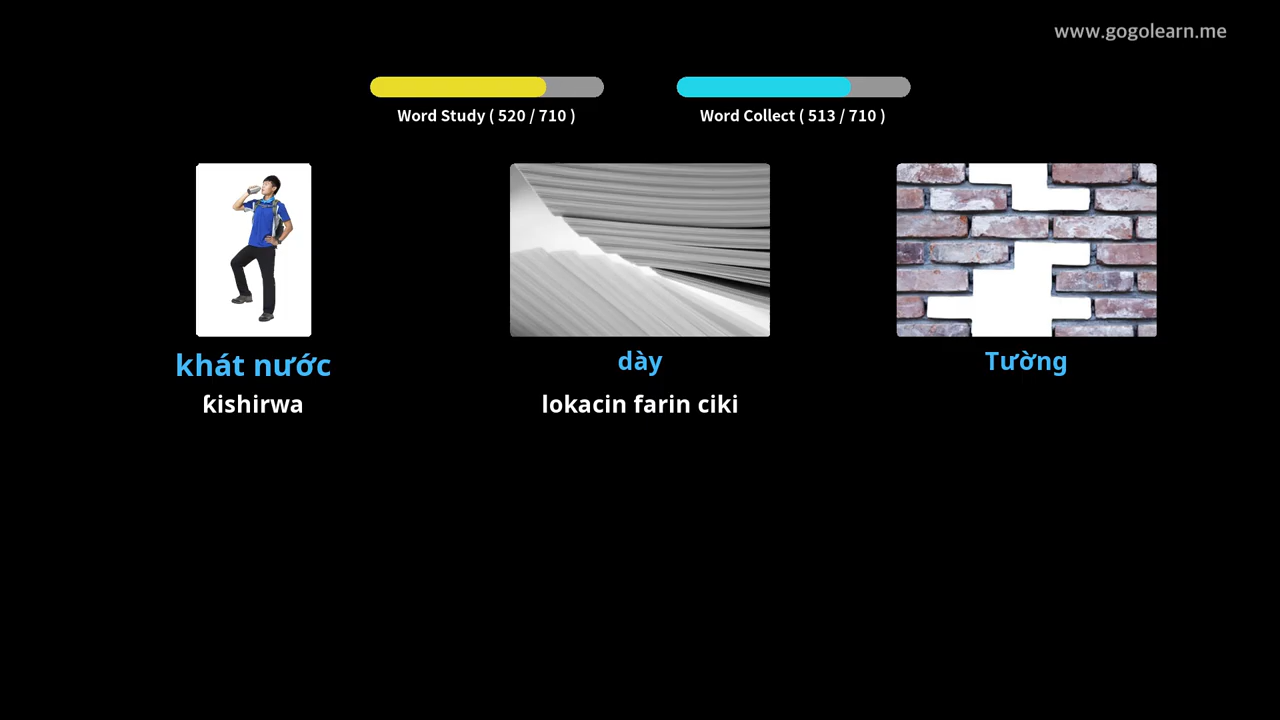 www.gogolearn.me
Word Study ( 520 / 710 )
Word Collect ( 513 / 710 )
khát nước
ƙishirwa
dày
lokacin farin ciki
Tường